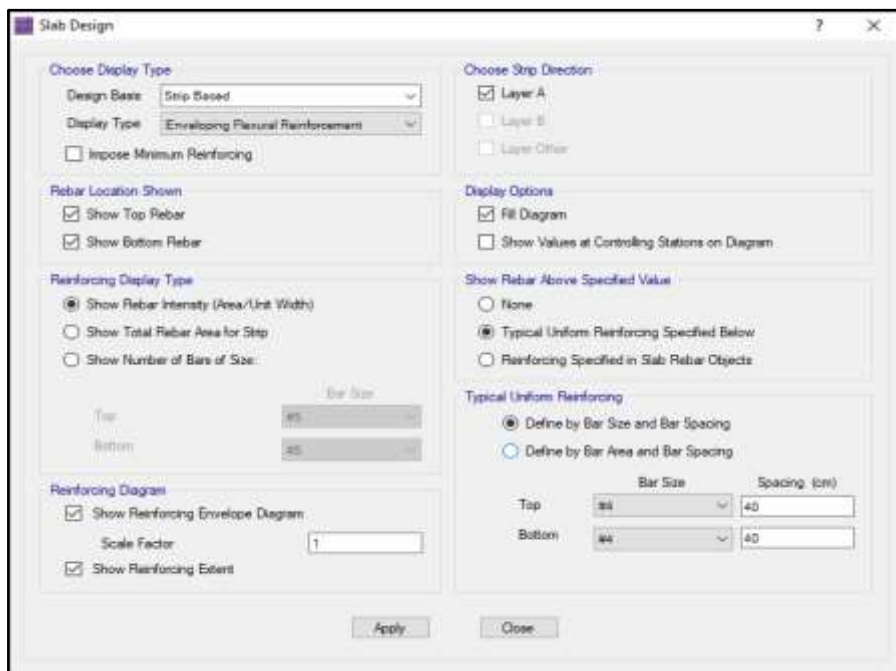 Slab Design
?
Choose Display Type
Design Basis Strip Based
Display Type Enveloping Flexural Reinforcement
Impose Minimum Reinforcing
Rebar Location Shown
Show Top Rebar
Show Bottom Rebar
Reinforcing Display Type
Show Rebar Intensity (Area/Unit Width)
Show Total Rebar Area for Strip
Show Number of Bars of Size:
Bar Size
Top #5
Bottom #5
Reinforcing Diagram
Show Reinforcing Envelope Diagram
Scale Factor 1
Show Reinforcing Extent
Choose Strip Direction
Layer A
Layer B
Layer Other
Display Options
Fill Diagram
Show Values at Controlling Stations on Diagram
Show Rebar Above Specified Value
None
Typical Uniform Reinforcing Specified Below
Reinforcing Specified in Slab Rebar Objects
Typical Uniform Reinforcing
Define by Bar Size and Bar Spacing
Define by Bar Area and Bar Spacing
Bar Size Spacing (cm)
Top #4 40
Bottom #4 40
Apply Close